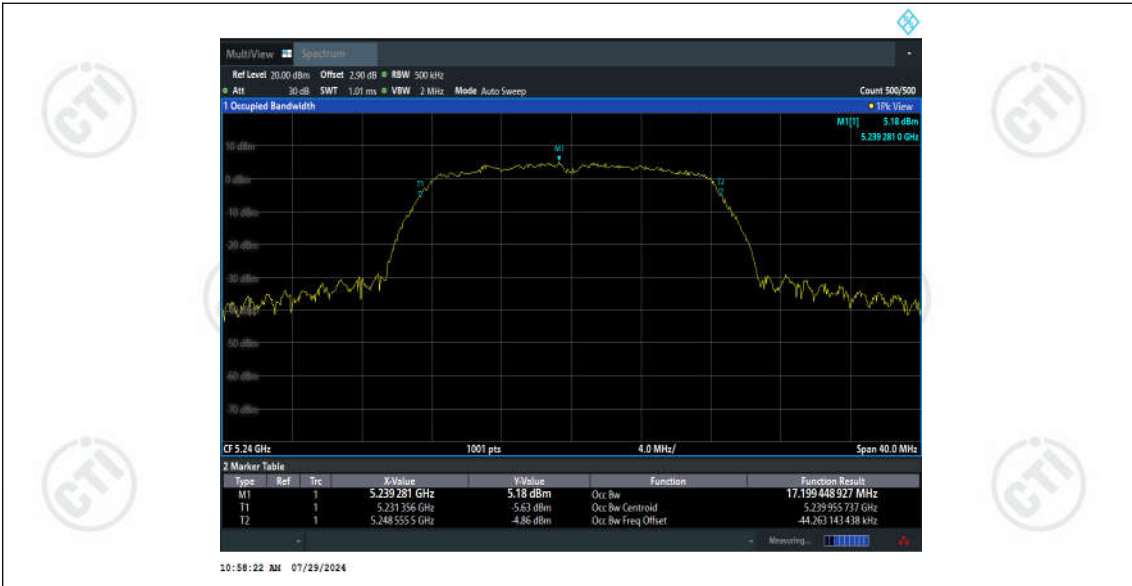 MultiView Spectrum
Ref Level 20.00 dBm Offset 2.90 dB RBW 500 kHz
Att 30 dB SWT 1.01 ms VBW 2 MHz Mode Auto Sweep Count 500/500
1 Occupied Bandwidth 1Pk View
M1[1] 5.18 dBm
5.239 281 0 GHz
10 dBm
M1
0 dBm
T1
T2
-10 dBm
-20 dBm
-30 dBm
-40 dBm
-50 dBm
-60 dBm
-70 dBm
CF 5.24 GHz 1001 pts 4.0 MHz/ Span 40.0 MHz
2 Marker Table
Type Ref Trc X-Value Y-Value Function Function Result
M1 1 5.239 281 GHz 5.18 dBm Occ Bw 17.199 448 927 MHz
T1 1 5.231 356 GHz -5.63 dBm Occ Bw Centroid 5.239 955 737 GHz
T2 1 5.248 555 5 GHz -4.86 dBm Occ Bw Freq Offset -44.263 143 438 kHz
Measuring...
10:58:22 AM 07/29/2024
CTI
CTI
CTI
CTI